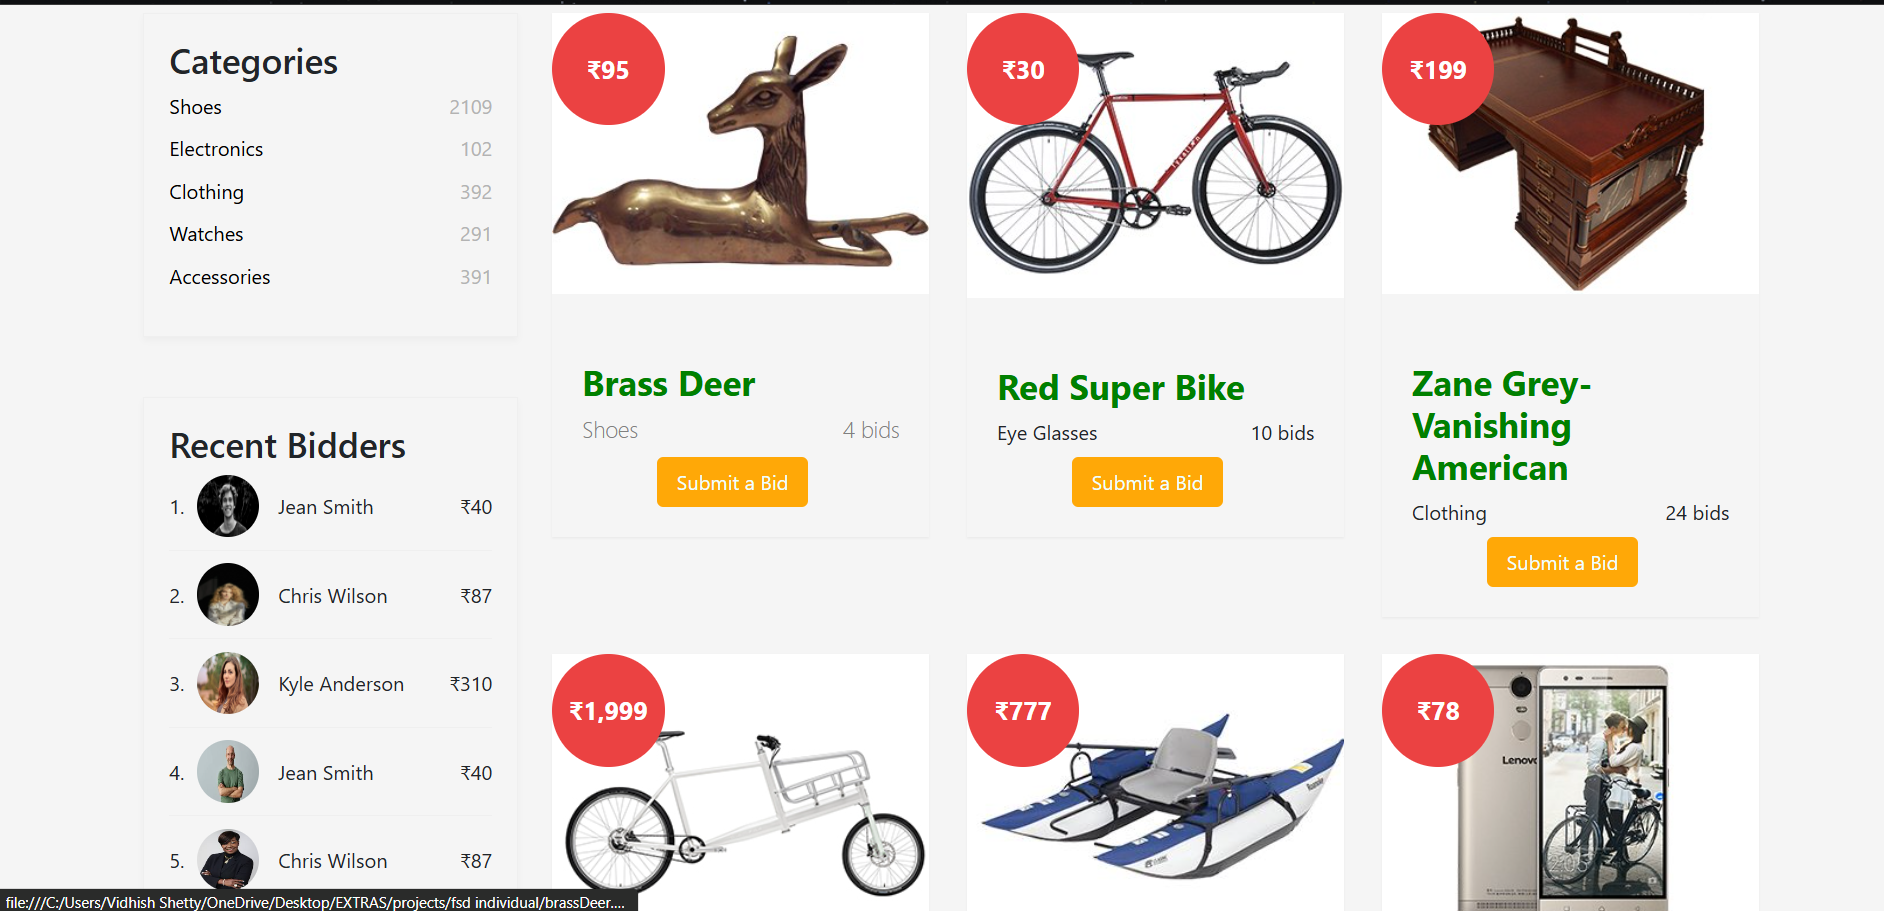 Categories
Shoes 2109
Electronics 102
Clothing 392
Watches 291
Accessories 391
Recent Bidders
1. Jean Smith ₹40
2. Chris Wilson ₹87
3. Kyle Anderson ₹310
4. Jean Smith ₹40
5. Chris Wilson ₹87
₹95
Brass Deer
Shoes 4 bids
Submit a Bid
₹30
Red Super Bike
Eye Glasses 10 bids
Submit a Bid
₹199
Zane Grey-
Vanishing
American
Clothing 24 bids
Submit a Bid
₹1,999
₹777
₹78
Lenovo
file:///C:/Users/Vidhish Shetty/OneDrive/Desktop/EXTRAS/projects/fsd individual/brassDeer....